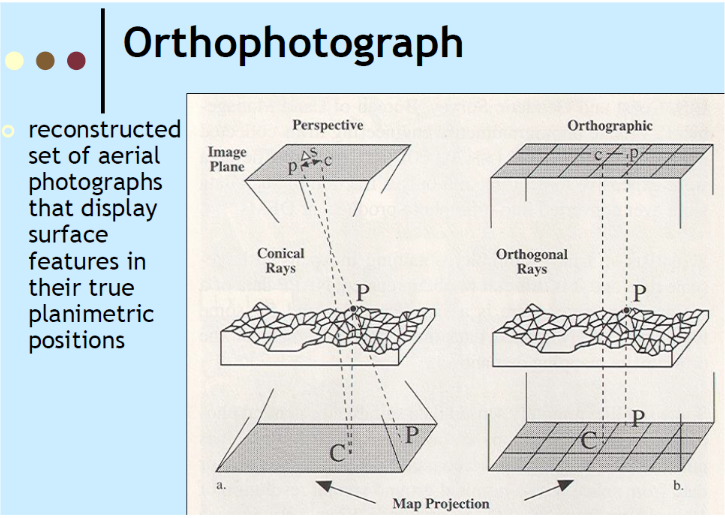 Orthophotograph
reconstructed
set of aerial
photographs
that display
surface
features in
their true
planimetric
positions
Perspective
Image
Plane
p
Δs
c
Conical
Rays
P
C
P
a.
Orthographic
c
p
Orthogonal
Rays
P
C
P
b.
Map Projection